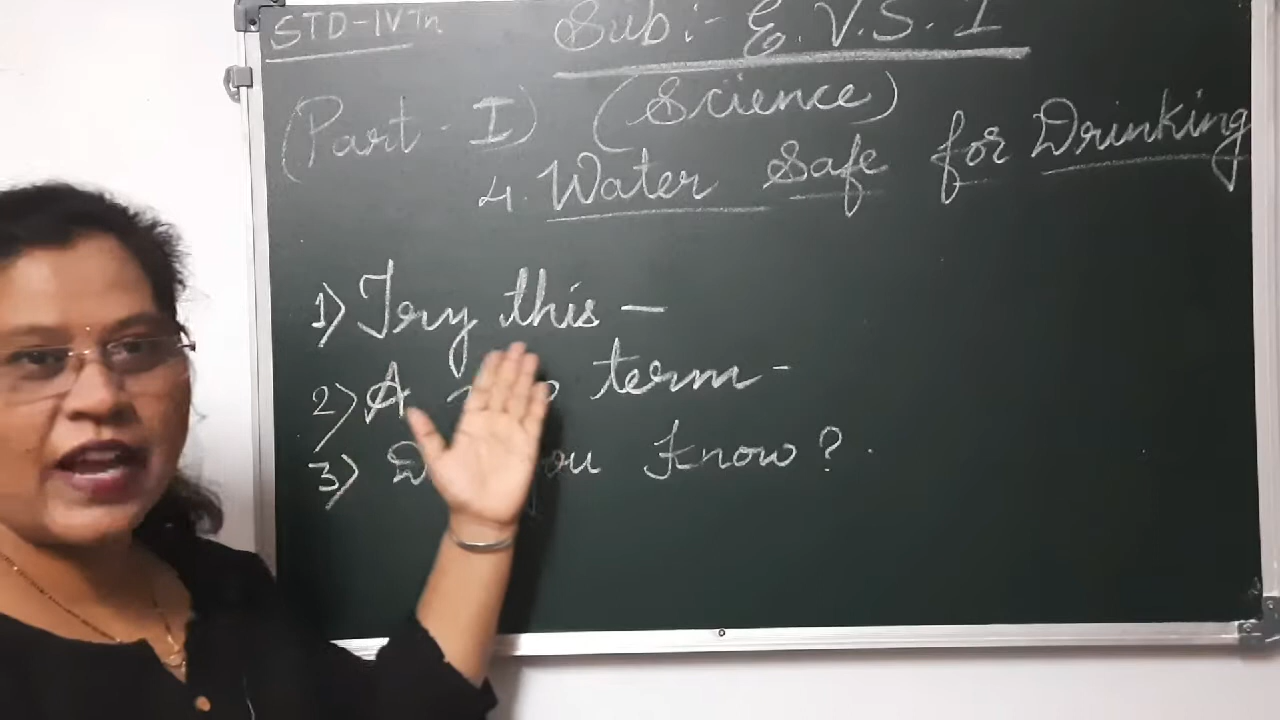 STD-IVTh
Sub:- E.V.S. I
(Part - I) (Science)
4. Water Safe for Drinking
1) Try this -
2) A term -
3) you know?